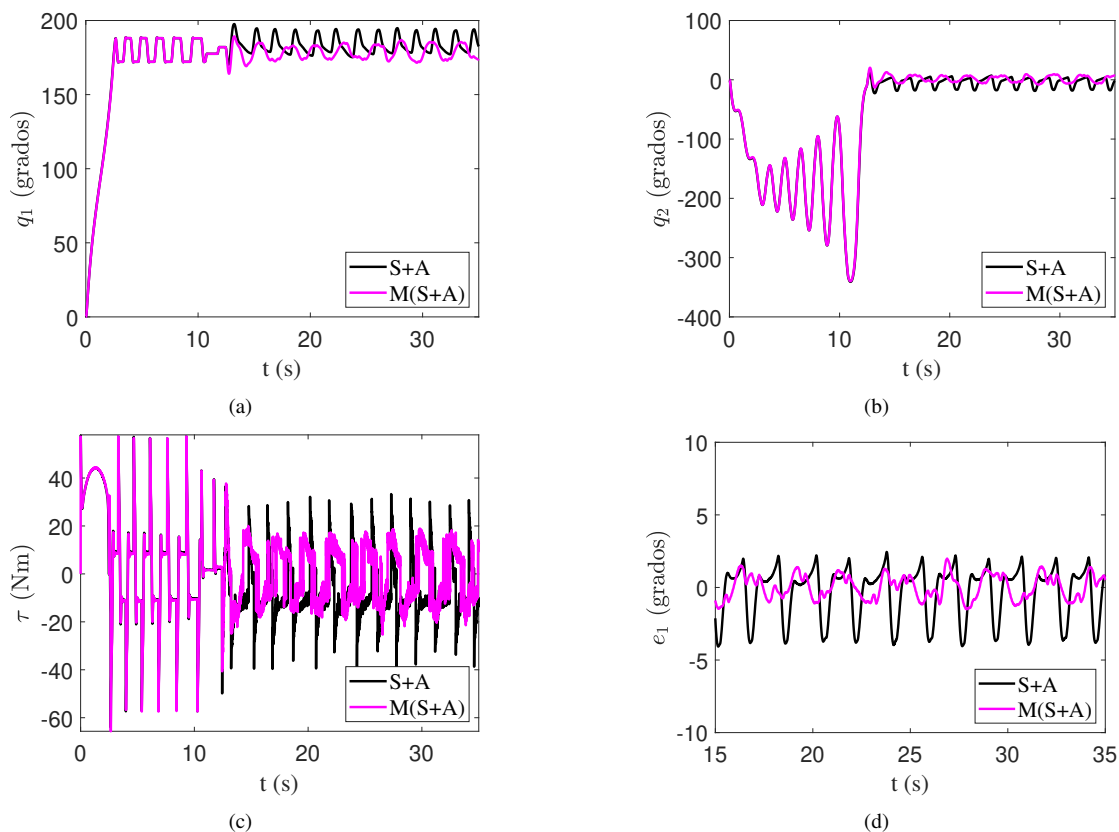 200
150
100
50
0
q₁ (grados)
S+A
M(S+A)
0 10 20 30
t (s)
(a)
100
0
-100
-200
-300
-400
q₂ (grados)
S+A
M(S+A)
0 10 20 30
t (s)
(b)
40
20
0
-20
-40
-60
τ (Nm)
S+A
M(S+A)
0 10 20 30
t (s)
(c)
10
5
0
-5
-10
e₁ (grados)
S+A
M(S+A)
15 20 25 30 35
t (s)
(d)